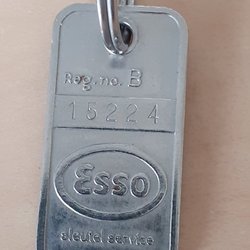 Reg. no. B
15224
Esso
sleutel service